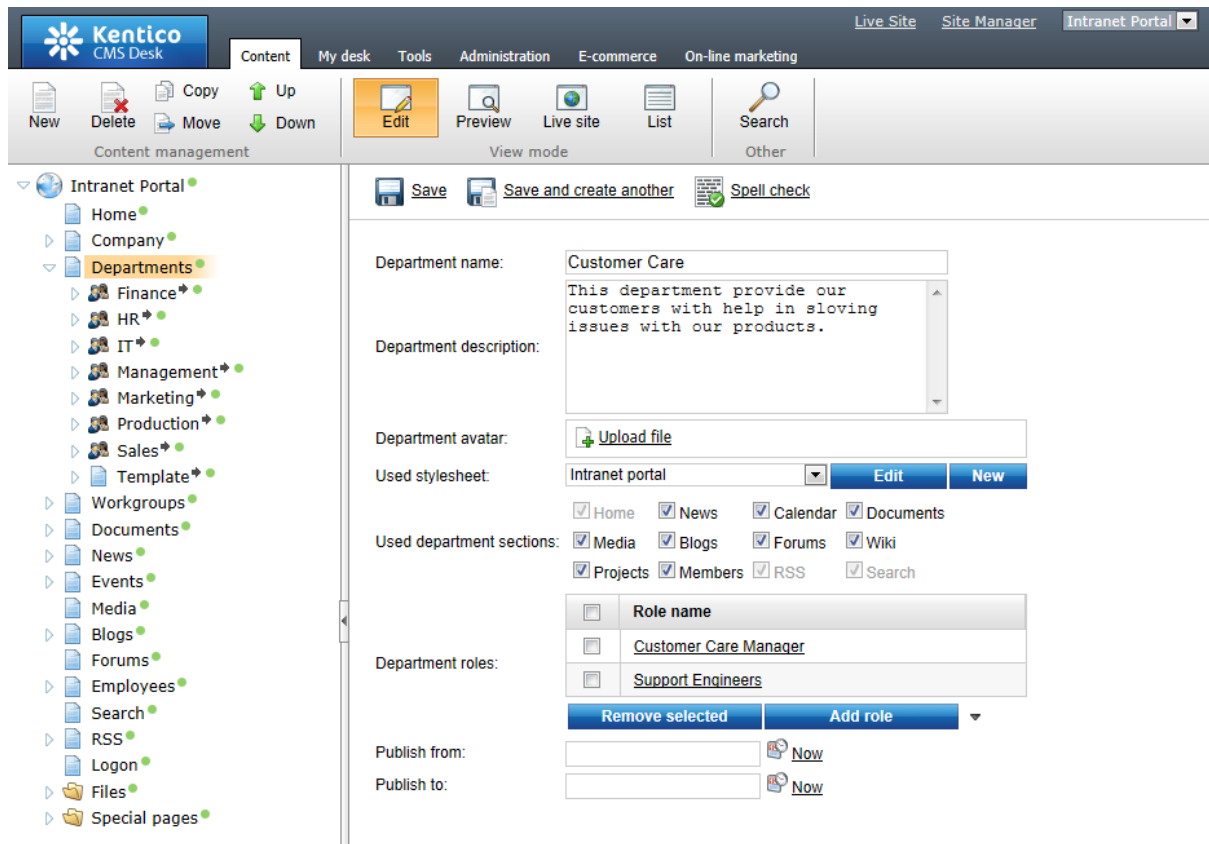 Live Site Site Manager Intranet Portal
Kentico
CMS Desk
Content My desk Tools Administration E-commerce On-line marketing
New Delete Copy Move Up Down
Content management
Edit Preview Live site List
View mode
Search
Other
Intranet Portal
Home
Company
Departments
Finance
HR
IT
Management
Marketing
Production
Sales
Template
Workgroups
Documents
News
Events
Media
Blogs
Forums
Employees
Search
RSS
Logon
Files
Special pages
Save Save and create another Spell check
Department name: Customer Care
Department description:
This department provide our
customers with help in sloving
issues with our products.
Department avatar: Upload file
Used stylesheet: Intranet portal Edit New
Used department sections:
Home News Calendar Documents
Media Blogs Forums Wiki
Projects Members RSS Search
Department roles:
Role name
Customer Care Manager
Support Engineers
Remove selected Add role
Publish from: Now
Publish to: Now